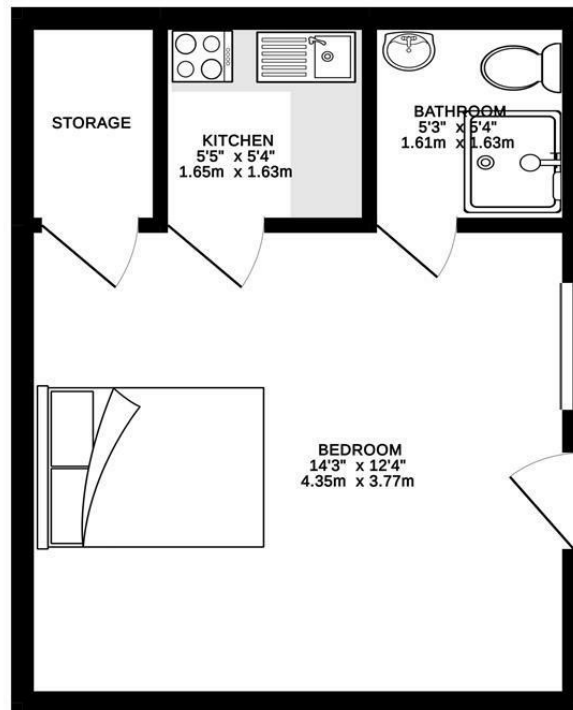 STORAGE
KITCHEN
5'5" x 5'4"
1.65m x 1.63m
BATHROOM
5'3" x 5'4"
1.61m x 1.63m
BEDROOM
14'3" x 12'4"
4.35m x 3.77m